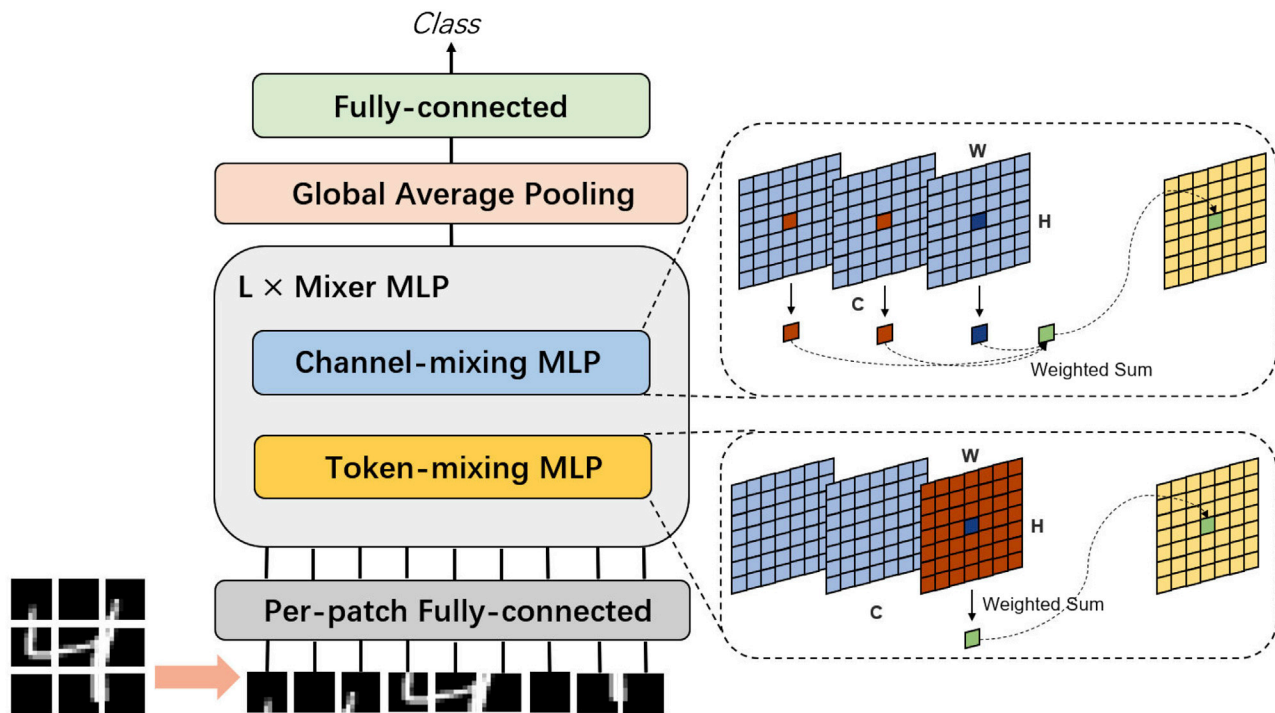 Class
Fully-connected
Global Average Pooling
L × Mixer MLP
Channel-mixing MLP
Token-mixing MLP
Per-patch Fully-connected
W
H
C
Weighted Sum
W
H
C
Weighted Sum